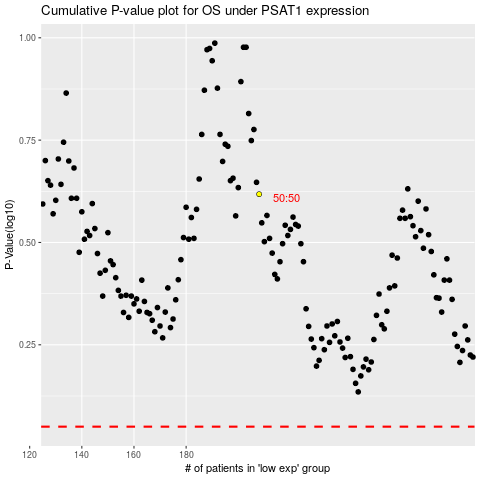 Cumulative P-value plot for OS under PSAT1 expression
P-Value(log10)
1.00
0.75
0.50
0.25
50:50
120 140 160 180
# of patients in 'low exp' group